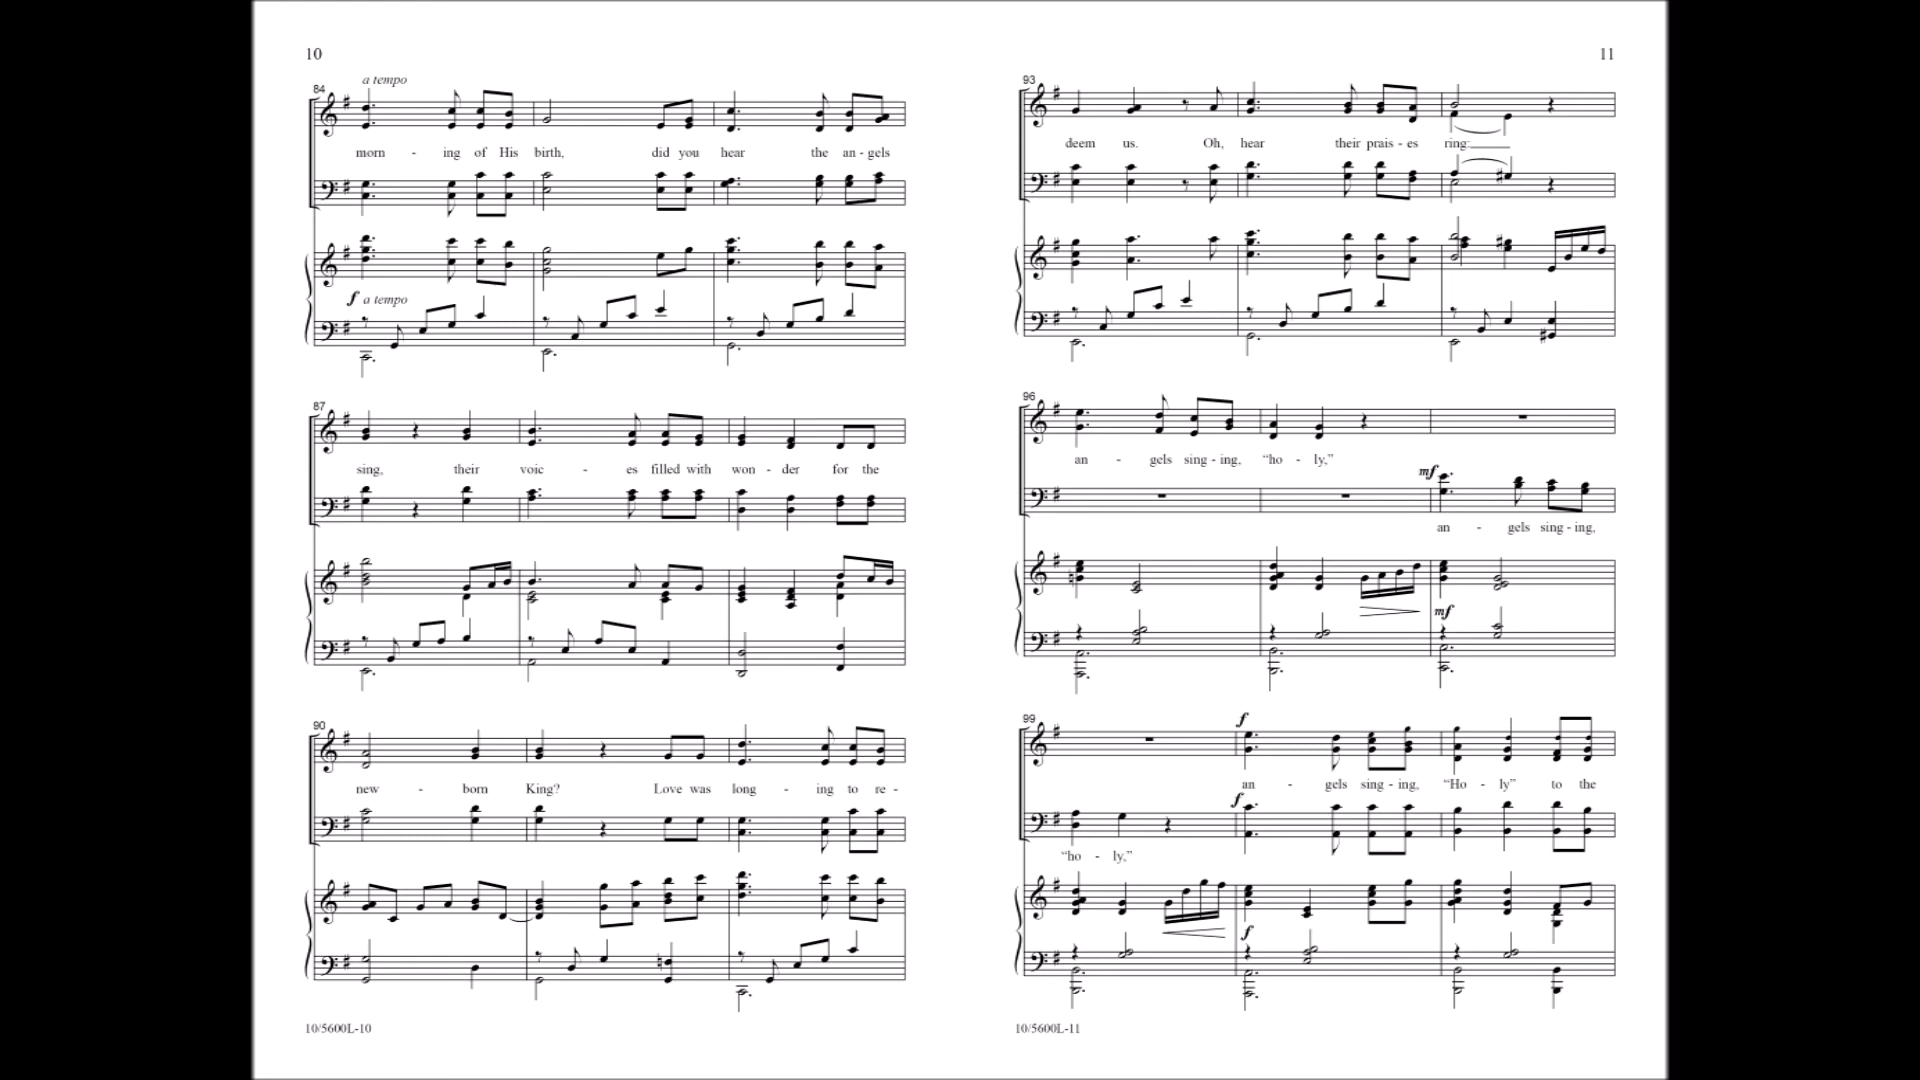 10
84
a tempo
morn - ing of His birth, did you hear the an - gels
f a tempo
87
sing, their voic - es filled with won - der for the
90
new - born King? Love was long - ing to re -
10/5600L-10
11
93
deem us. Oh, hear their prais - es ring:
96
an - gels sing - ing, “ho - ly,”
mf
an - gels sing - ing,
mf
99
f
an - gels sing - ing, “Ho - ly” to the
f
“ho - ly,”
f
10/5600L-11